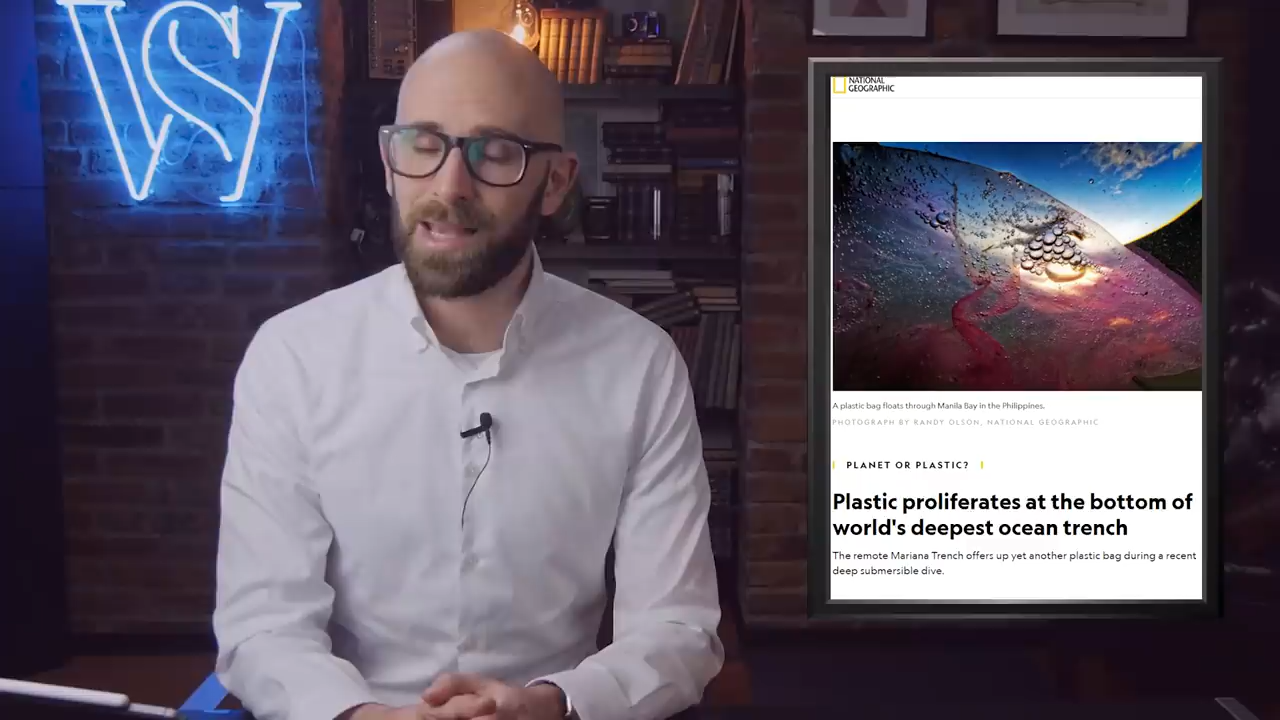 WS
NATIONAL
GEOGRAPHIC
A plastic bag floats through Manila Bay in the Philippines.
PHOTOGRAPH BY RANDY OLSON, NATIONAL GEOGRAPHIC
PLANET OR PLASTIC?
Plastic proliferates at the bottom of
world's deepest ocean trench
The remote Mariana Trench offers up yet another plastic bag during a recent
deep submersible dive.